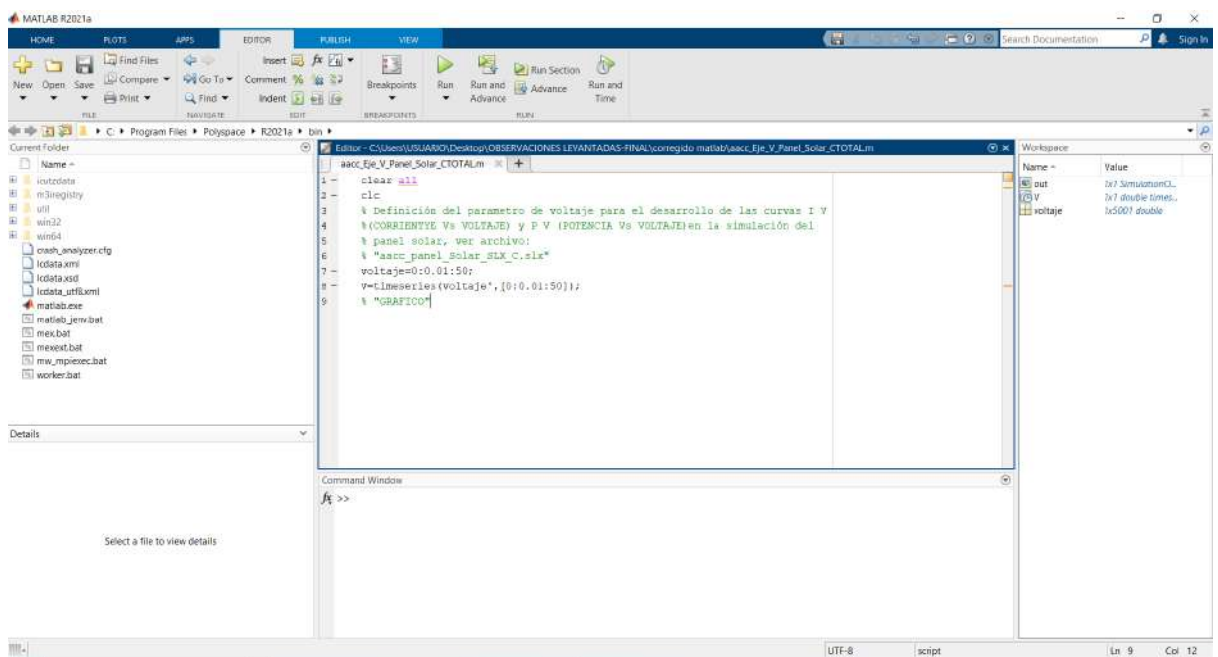 MATLAB R2021a
HOME PLOTS APPS EDITOR PUBLISH VIEW Search Documentation Sign In
New Open Save Find Files Compare Print Go To Find Insert Comment Indent fx Breakpoints Run Run and Advance Run Section Advance Run and Time
FILE NAVIGATE EDIT BREAKPOINTS RUN
C: Program Files Polyspace R2021a bin
Current Folder
Name
icutzdata
m3iregistry
util
win32
win64
crash_analyzer.cfg
lcdata.xml
lcdata.xsd
lcdata_utf8.xml
matlab.exe
matlab_jenv.bat
mex.bat
mexext.bat
mw_mpiexec.bat
worker.bat
Details
Select a file to view details
Editor - C:\Users\USUARIO\Desktop\OBSERVACIONES LEVANTADAS-FINAL\corregido matlab\aacc_Eje_V_Panel_Solar_CTOTAL.m
aacc_Eje_V_Panel_Solar_CTOTAL.m
1 - clear all
2 - clc
3 % Definición del parametro de voltaje para el desarrollo de las curvas I V
4 %(CORRIENTYE Vs VOLTAJE) y P V (POTENCIA Vs VOLTAJE)en la simulación del
5 % panel solar, ver archivo:
6 % "aacc_panel_Solar_SLX_C.slx"
7 - voltaje=0:0.01:50;
8 - V=timeseries(voltaje',[0:0.01:50]);
9 % "GRAFICO"
Command Window
fx >>
Workspace
Name Value
out 1x1 SimulationO...
V 1x1 double times...
voltaje 1x5001 double
UTF-8 script Ln 9 Col 12